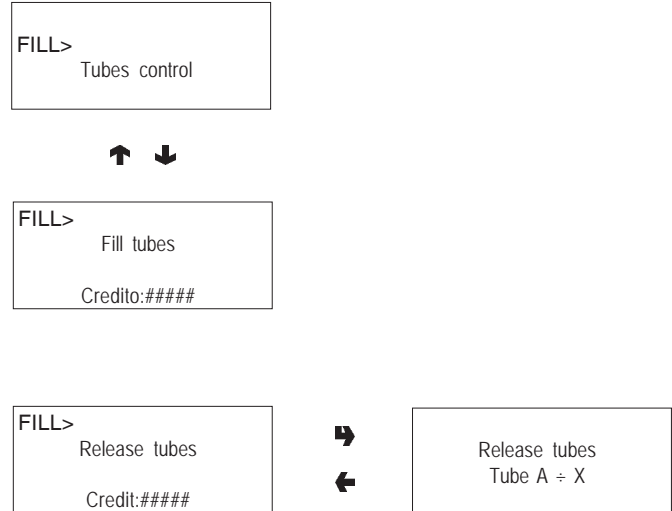 FILL>
Tubes control
FILL>
Fill tubes
Credito:#####
FILL>
Release tubes
Credit:#####
Release tubes
Tube A ÷ X